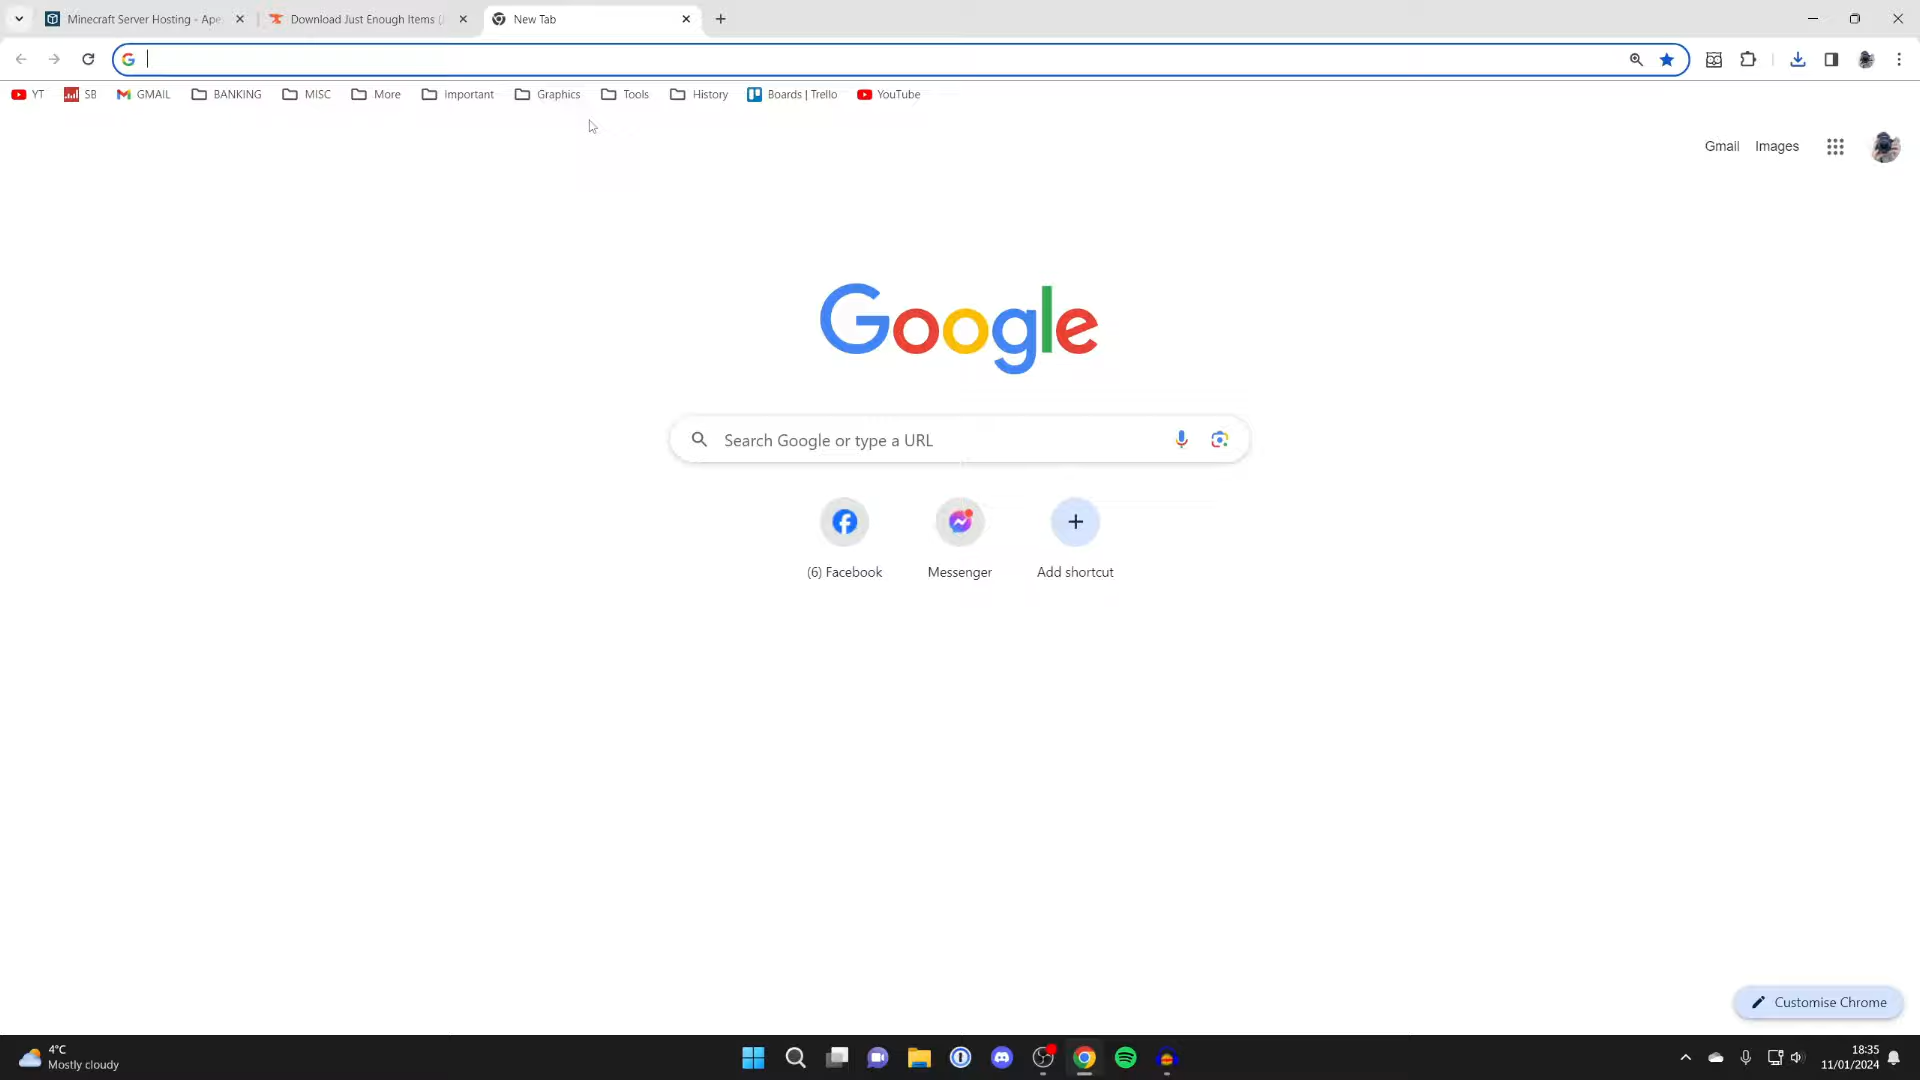 Minecraft Server Hosting - Ape
Download Just Enough Items (J
New Tab
YT
SB
GMAIL
BANKING
MISC
More
Important
Graphics
Tools
History
Boards | Trello
YouTube
Gmail
Images
Google
Search Google or type a URL
(6) Facebook
Messenger
Add shortcut
Customise Chrome
4°C
Mostly cloudy
18:35
11/01/2024